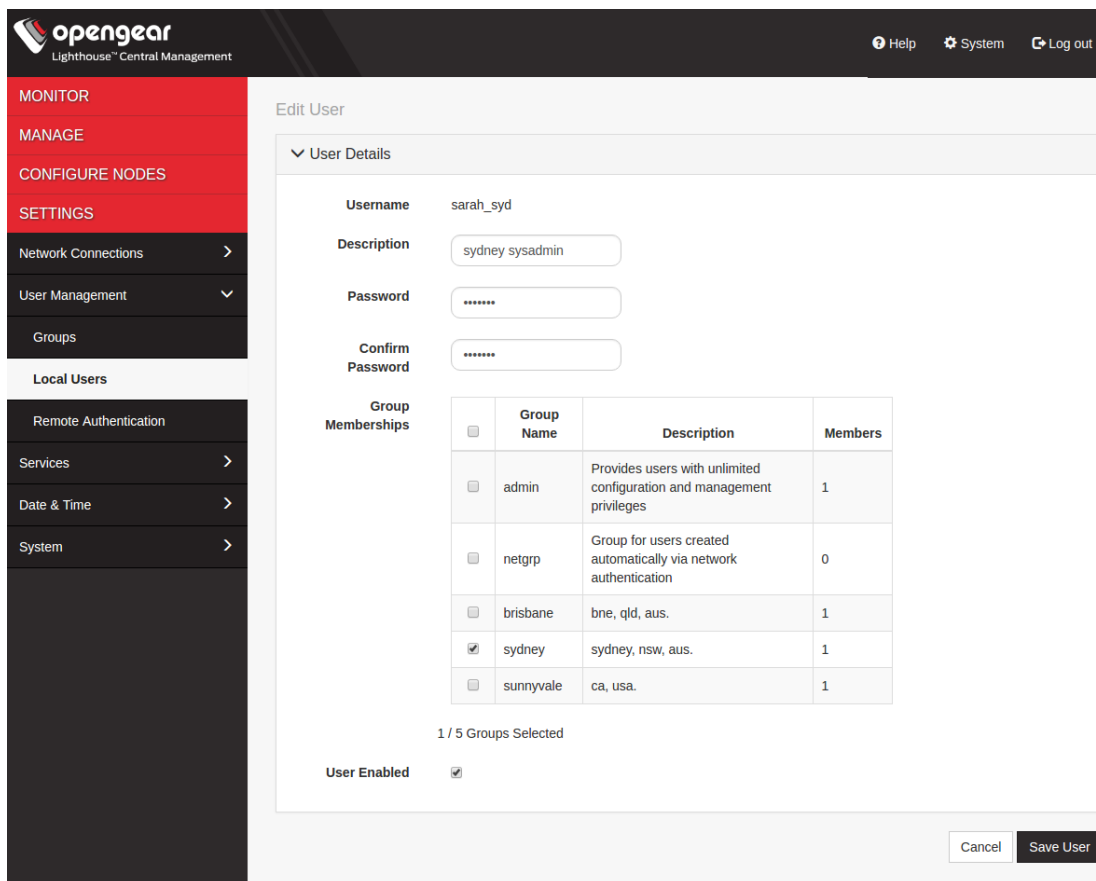 opengear
Lighthouse™ Central Management
Help System Log out
MONITOR
MANAGE
CONFIGURE NODES
SETTINGS
Network Connections
User Management
Groups
Local Users
Remote Authentication
Services
Date & Time
System
Edit User
User Details
Username sarah_syd
Description sydney sysadmin
Password •••••••
Confirm
Password •••••••
Group
Memberships
Group
Name Description Members
admin Provides users with unlimited
configuration and management
privileges 1
netgrp Group for users created
automatically via network
authentication 0
brisbane bne, qld, aus. 1
sydney sydney, nsw, aus. 1
sunnyvale ca, usa. 1
1 / 5 Groups Selected
User Enabled
Cancel Save User